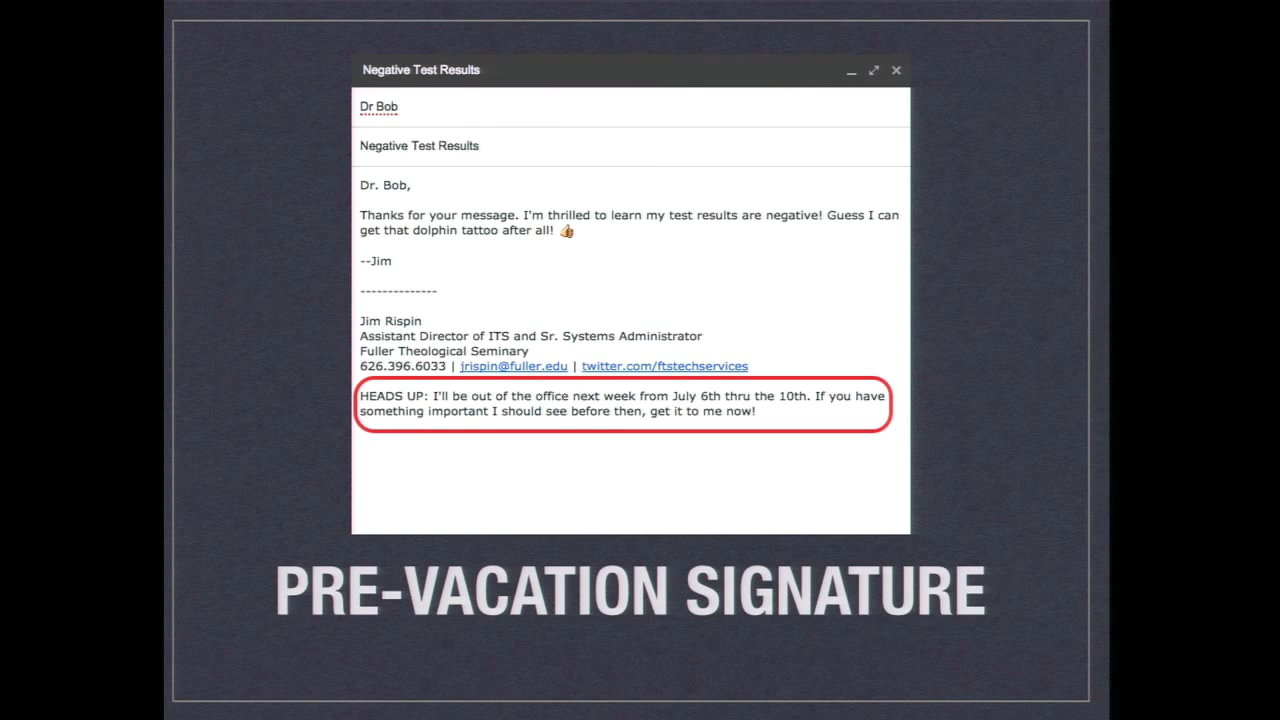 Negative Test Results
Dr Bob
Negative Test Results
Dr. Bob,
Thanks for your message. I'm thrilled to learn my test results are negative! Guess I can
get that dolphin tattoo after all! 👍
--Jim
--------------
Jim Rispin
Assistant Director of ITS and Sr. Systems Administrator
Fuller Theological Seminary
626.396.6033 | jrispin@fuller.edu | twitter.com/ftstechservices
HEADS UP: I'll be out of the office next week from July 6th thru the 10th. If you have
something important I should see before then, get it to me now!
PRE-VACATION SIGNATURE